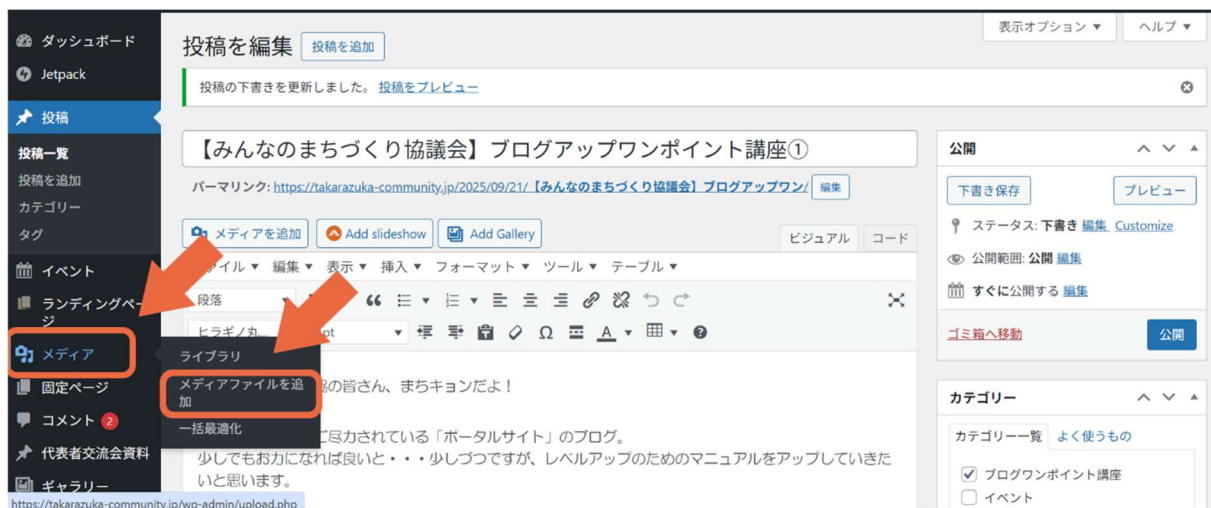 表示オプション ▼
ヘルプ ▼
ダッシュボード
Jetpack
投稿
投稿一覧
投稿を追加
カテゴリー
タグ
イベント
ランディングペー
ジ
メディア
固定ページ
コメント 2
代表者交流会資料
ギャラリー
https://takarazuka-community.jp/wp-admin/upload.php
ライブラリ
メディアファイルを追
加
一括最適化
投稿を編集 投稿を追加
投稿の下書きを更新しました。 投稿をプレビュー
【みんなのまちづくり協議会】ブログアップワンポイント講座①
パーマリンク: https://takarazuka-community.jp/2025/09/21/【みんなのまちづくり協議会】ブログアップワン/ 編集
メディアを追加 Add slideshow Add Gallery
ビジュアル コード
イル ▼ 編集 ▼ 表示 ▼ 挿入 ▼ フォーマット ▼ ツール ▼ テーブル ▼
段落
ヒラギノ丸...
の皆さん、まちキョンだよ！
ご尽力されている「ポータルサイト」のブログ。
少しでもお力になれば良いと・・・少しづつですが、レベルアップのためのマニュアルをアップしていきた
いと思います。
公開
下書き保存 プレビュー
ステータス: 下書き 編集 Customize
公開範囲: 公開 編集
すぐに公開する 編集
ゴミ箱へ移動 公開
カテゴリー
カテゴリー一覧 よく使うもの
ブログワンポイント講座
イベント